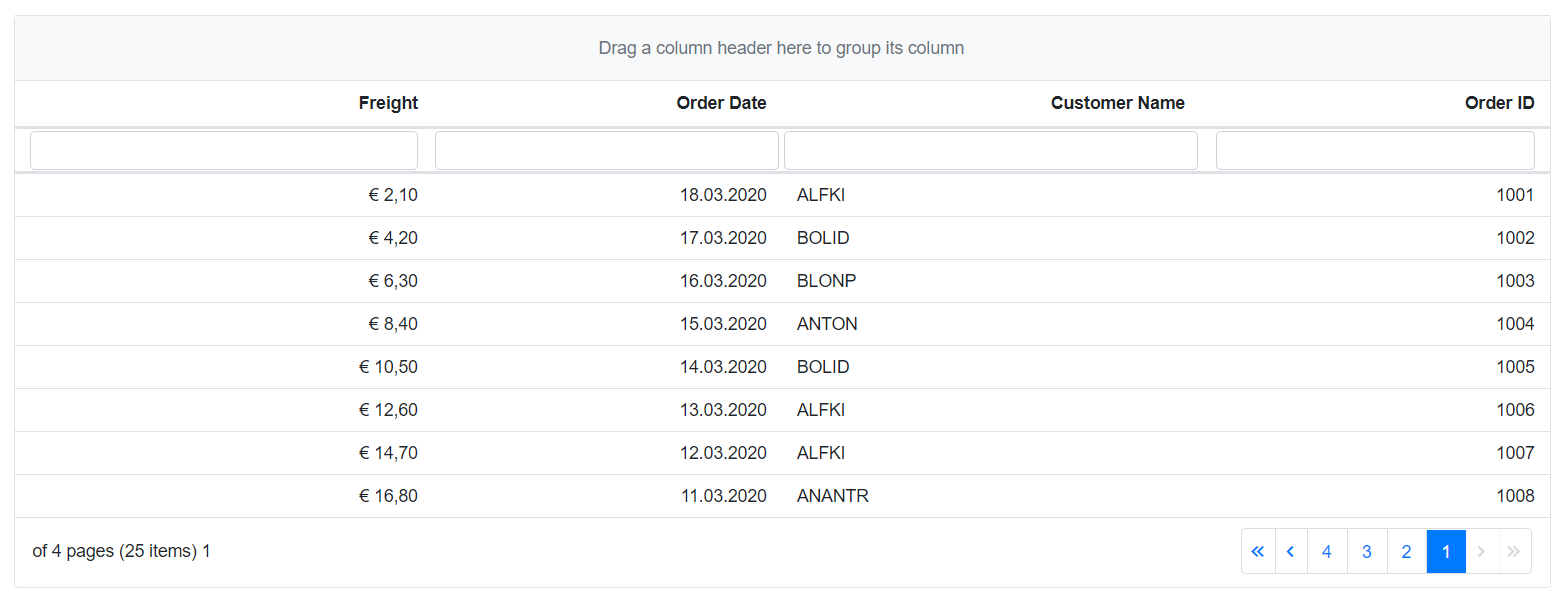 Drag a column header here to group its column
Freight Order Date Customer Name Order ID
€ 2,10 18.03.2020 ALFKI 1001
€ 4,20 17.03.2020 BOLID 1002
€ 6,30 16.03.2020 BLONP 1003
€ 8,40 15.03.2020 ANTON 1004
€ 10,50 14.03.2020 BOLID 1005
€ 12,60 13.03.2020 ALFKI 1006
€ 14,70 12.03.2020 ALFKI 1007
€ 16,80 11.03.2020 ANANTR 1008
of 4 pages (25 items) 1 « ‹ 4 3 2 1 › »